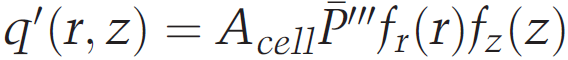 q′(r, z) = A_{cell} \bar{P}‴ f_r(r) f_z(z)